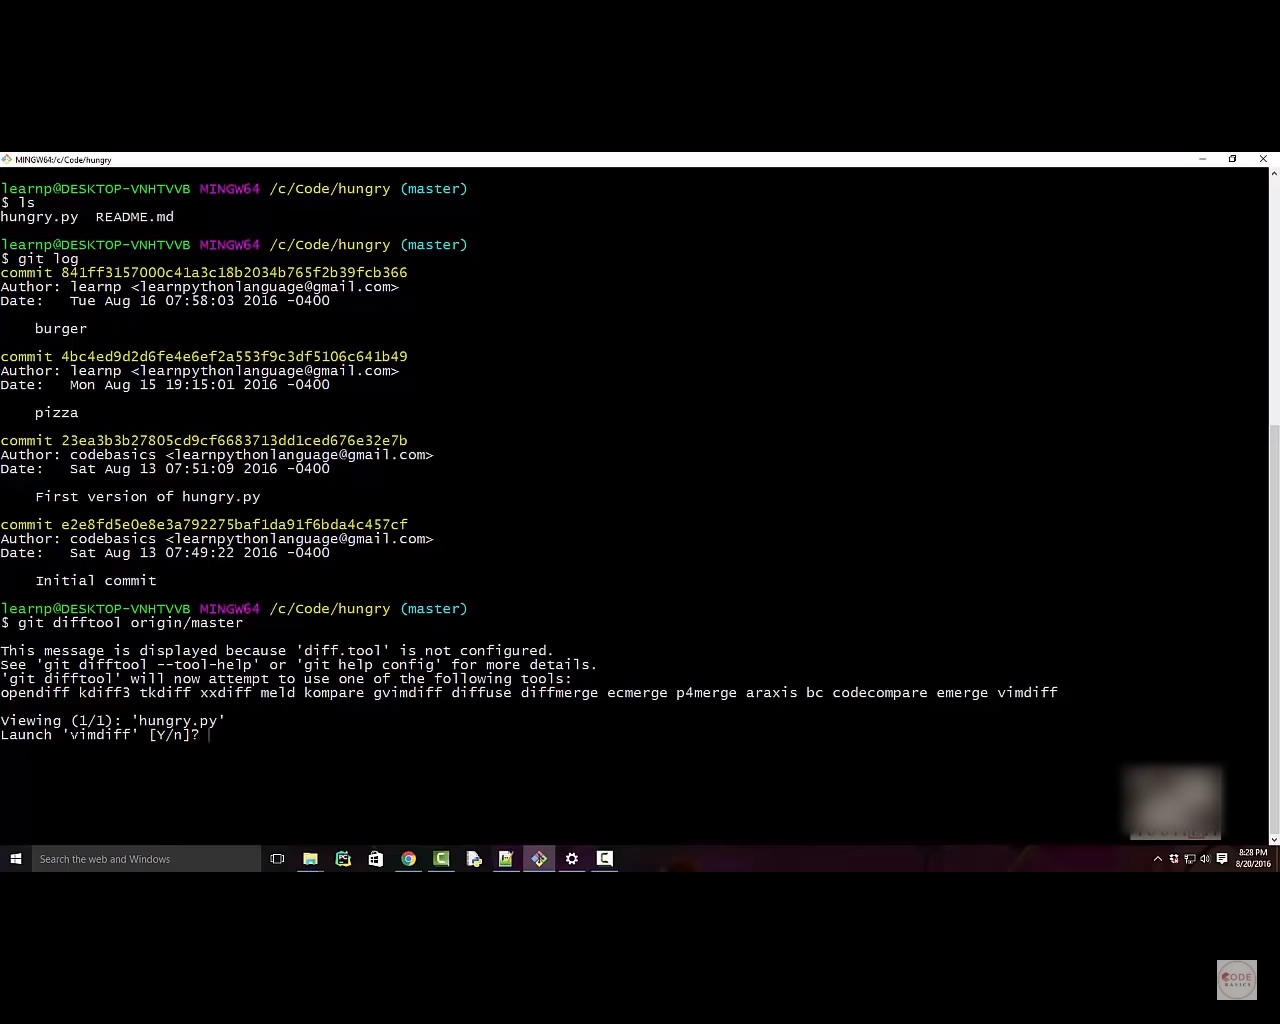 MINGW64:/c/Code/hungry
learnp@DESKTOP-VNHTVVB MINGW64 /c/Code/hungry (master)
$ ls
hungry.py  README.md
learnp@DESKTOP-VNHTVVB MINGW64 /c/Code/hungry (master)
$ git log
commit 841ff3157000c41a3c18b2034b765f2b39fcb366
Author: learnp <learnpythonlanguage@gmail.com>
Date:   Tue Aug 16 07:58:03 2016 -0400
burger
commit 4bc4ed9d2d6fe4e6ef2a553f9c3df5106c641b49
Author: learnp <learnpythonlanguage@gmail.com>
Date:   Mon Aug 15 19:15:01 2016 -0400
pizza
commit 23ea3b3b27805cd9cf6683713dd1ced676e32e7b
Author: codebasics <learnpythonlanguage@gmail.com>
Date:   Sat Aug 13 07:51:09 2016 -0400
First version of hungry.py
commit e2e8fd5e0e8e3a792275baf1da91f6bda4c457cf
Author: codebasics <learnpythonlanguage@gmail.com>
Date:   Sat Aug 13 07:49:22 2016 -0400
Initial commit
learnp@DESKTOP-VNHTVVB MINGW64 /c/Code/hungry (master)
$ git difftool origin/master
This message is displayed because 'diff.tool' is not configured.
See 'git difftool --tool-help' or 'git help config' for more details.
'git difftool' will now attempt to use one of the following tools:
opendiff kdiff3 tkdiff xxdiff meld kompare gvimdiff diffuse diffmerge ecmerge p4merge araxis bc codecompare emerge vimdiff
Viewing (1/1): 'hungry.py'
Launch 'vimdiff' [Y/n]?
Search the web and Windows
8:28 PM
8/20/2016
CODE
BASICS